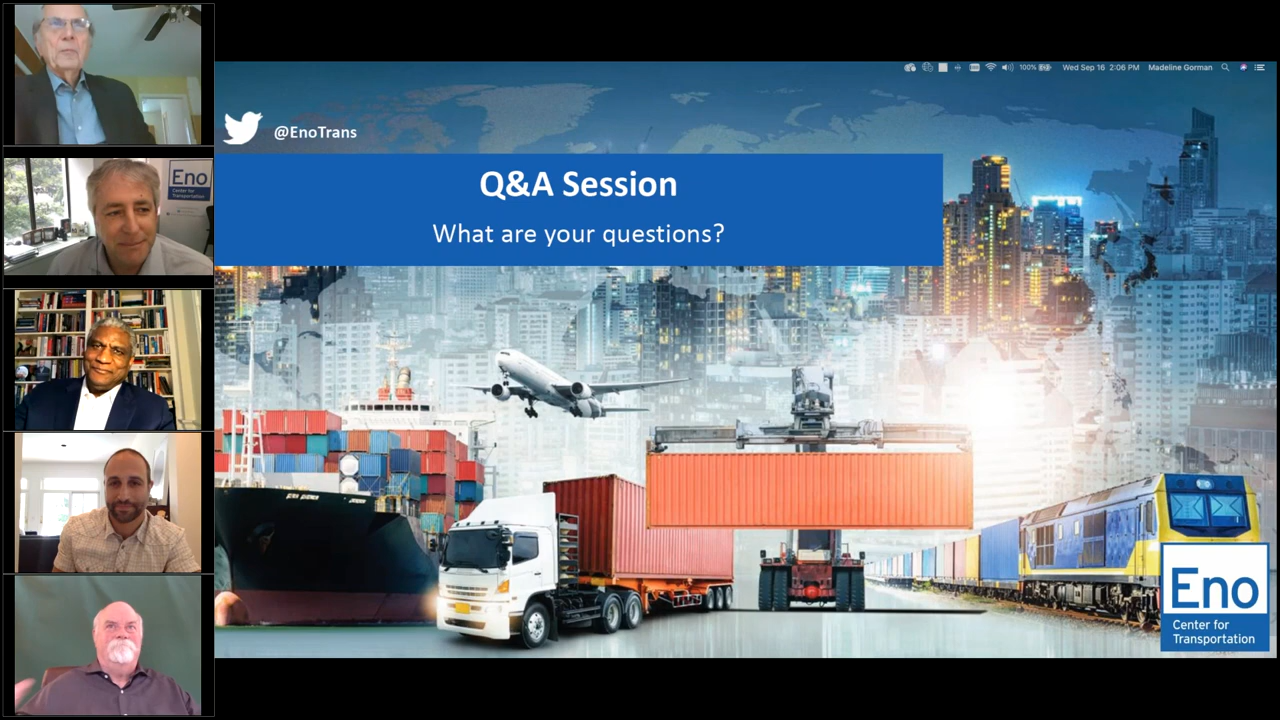 100%
Wed Sep 16 2:06 PM
Madeline Gorman
@EnoTrans
Q&A Session
What are your questions?
Eno
Center for
Transportation
Eno
Center for
Transportation